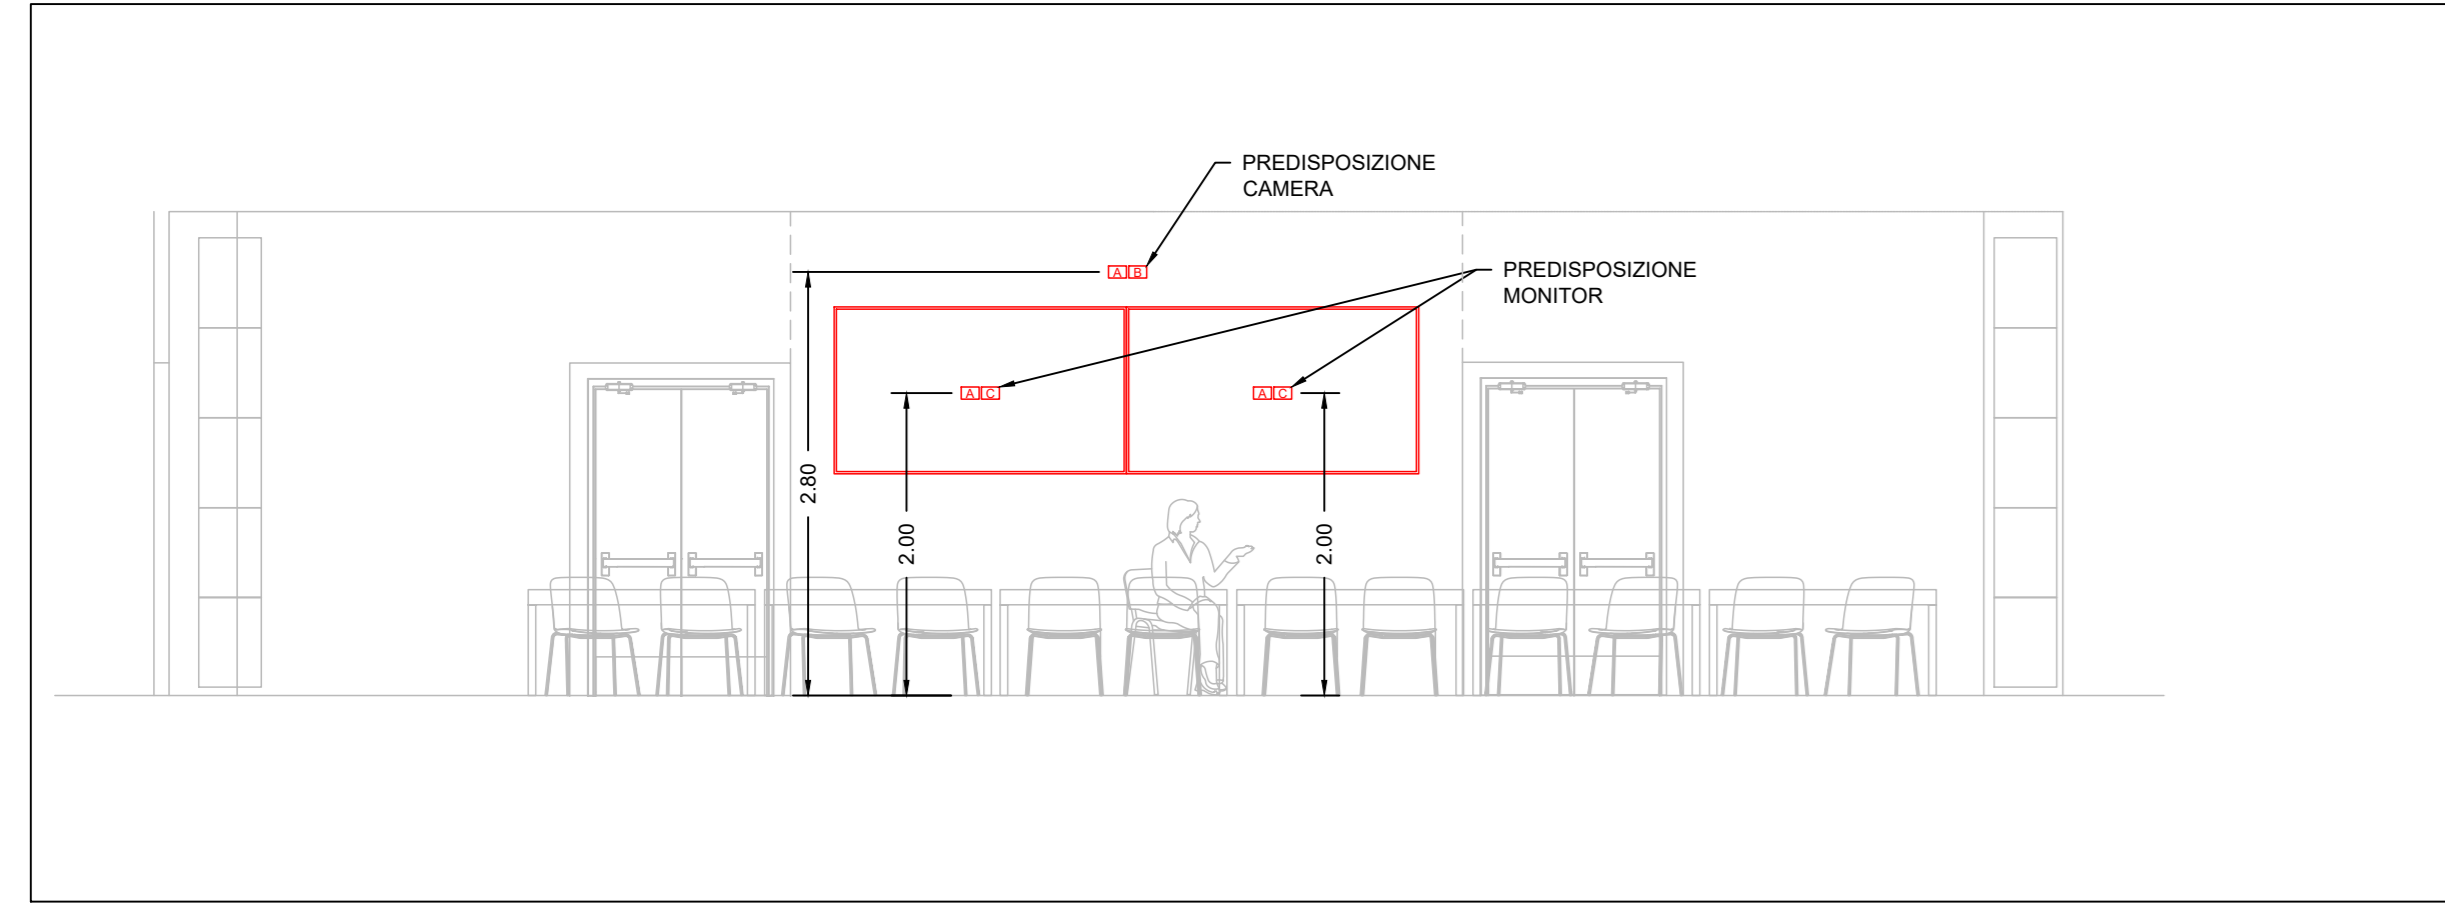 PREDISPOSIZIONE
CAMERA
A B
PREDISPOSIZIONE
MONITOR
A C
A C
2.80
2.00
2.00